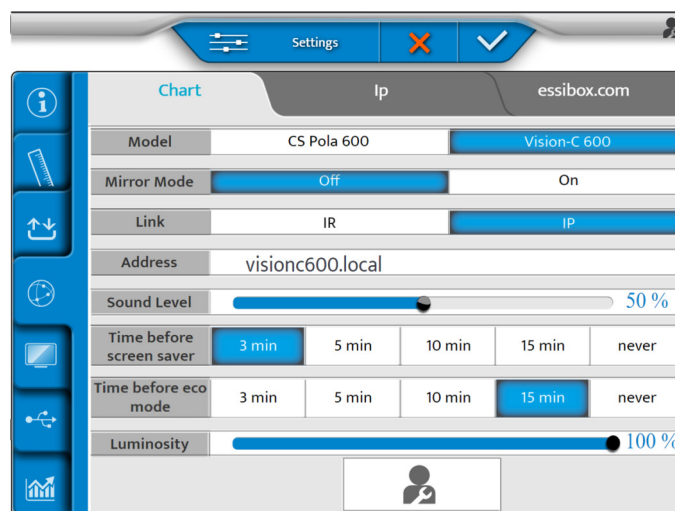 Settings
Chart Ip essibox.com
Model CS Pola 600 Vision-C 600
Mirror Mode Off On
Link IR IP
Address visionc600.local
Sound Level 50 %
Time before
screen saver 3 min 5 min 10 min 15 min never
Time before eco
mode 3 min 5 min 10 min 15 min never
Luminosity 100 %